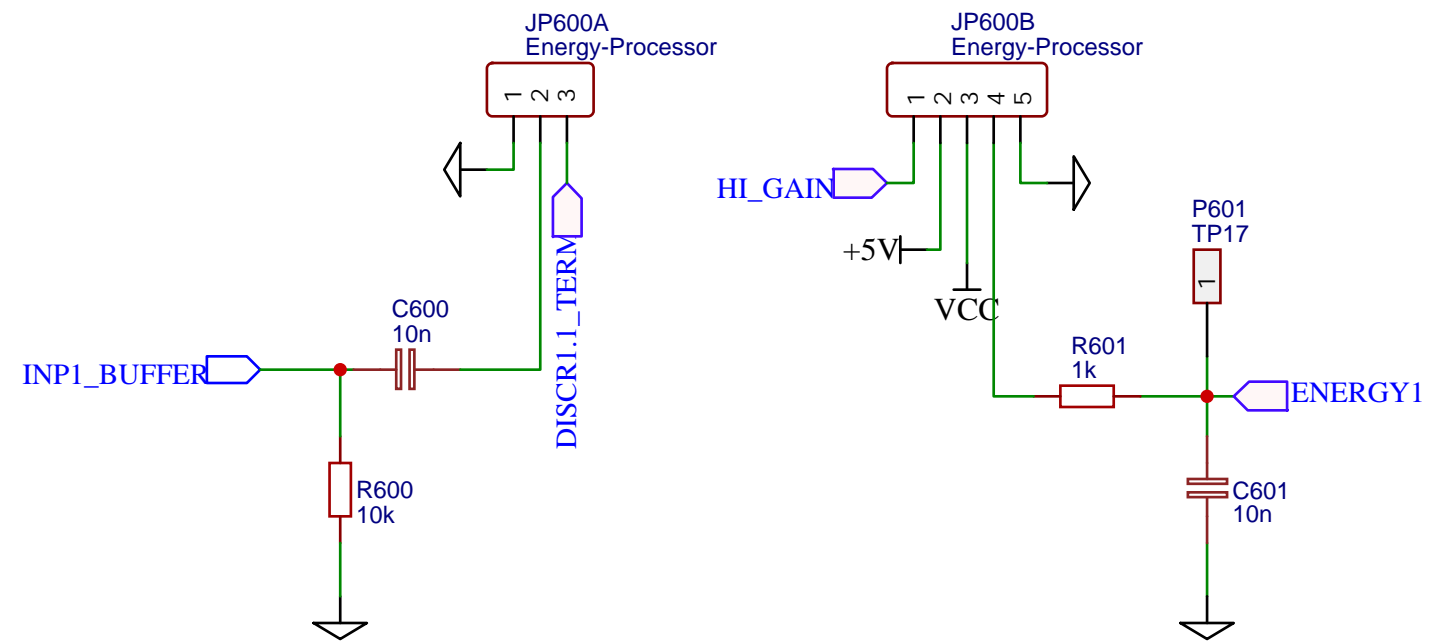 JP600A
Energy-Processor
1 2 3
JP600B
Energy-Processor
1 2 3 4 5
HI_GAIN
+5V
VCC
DISCR1.1_TERM
P601
TP17
1
C600
10n
INP1_BUFFER
R601
1k
ENERGY1
R600
10k
C601
10n